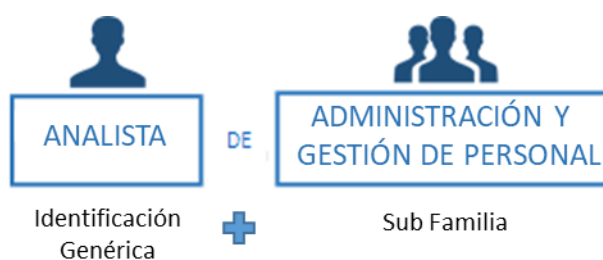 ANALISTA
DE
ADMINISTRACIÓN Y
GESTIÓN DE PERSONAL
Identificación
Genérica
Sub Familia